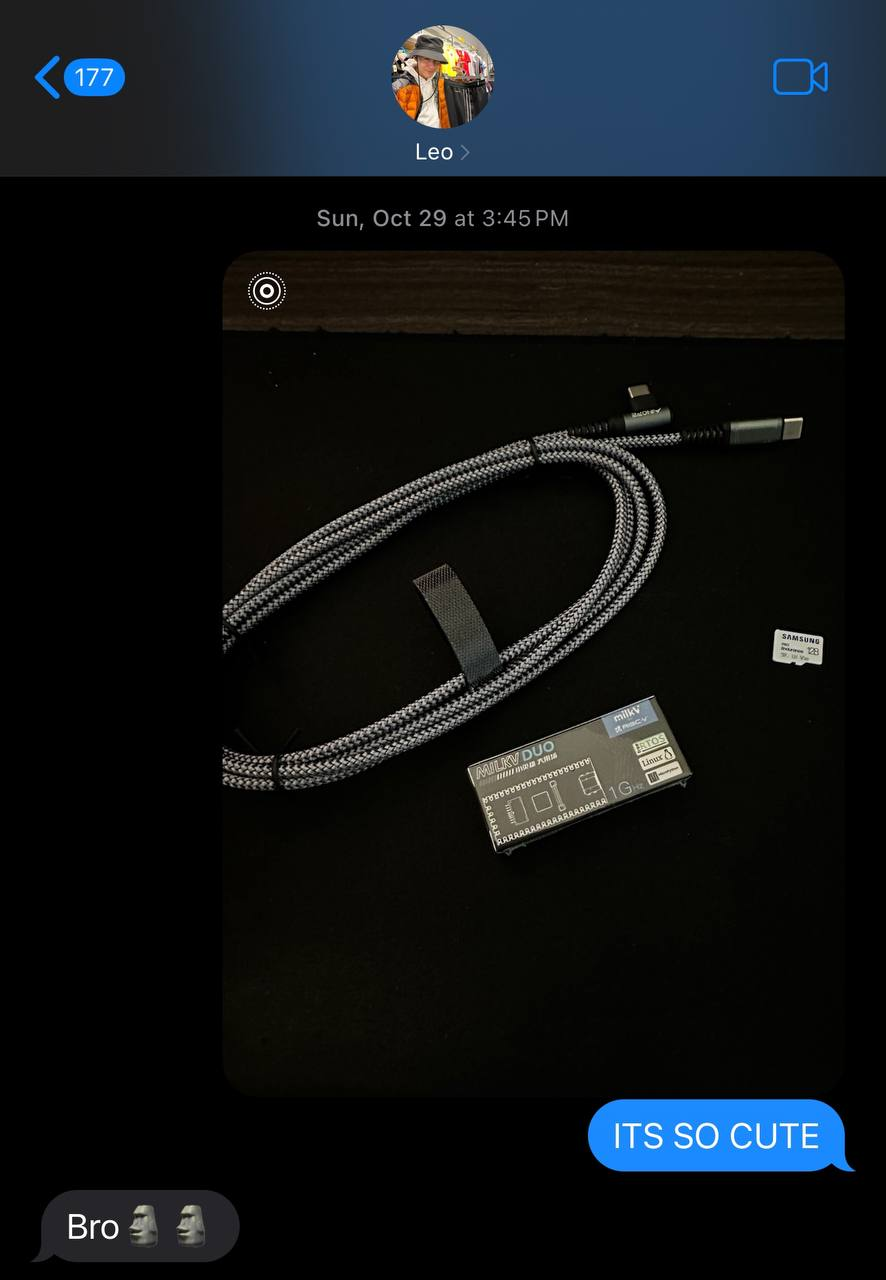 177
Leo
Sun, Oct 29 at 3:45 PM
SAMSUNG
128
milkV
RISC-V
MILKV DUO
RTOS
Linux
1GHz
ITS SO CUTE
Bro 🗿 🗿